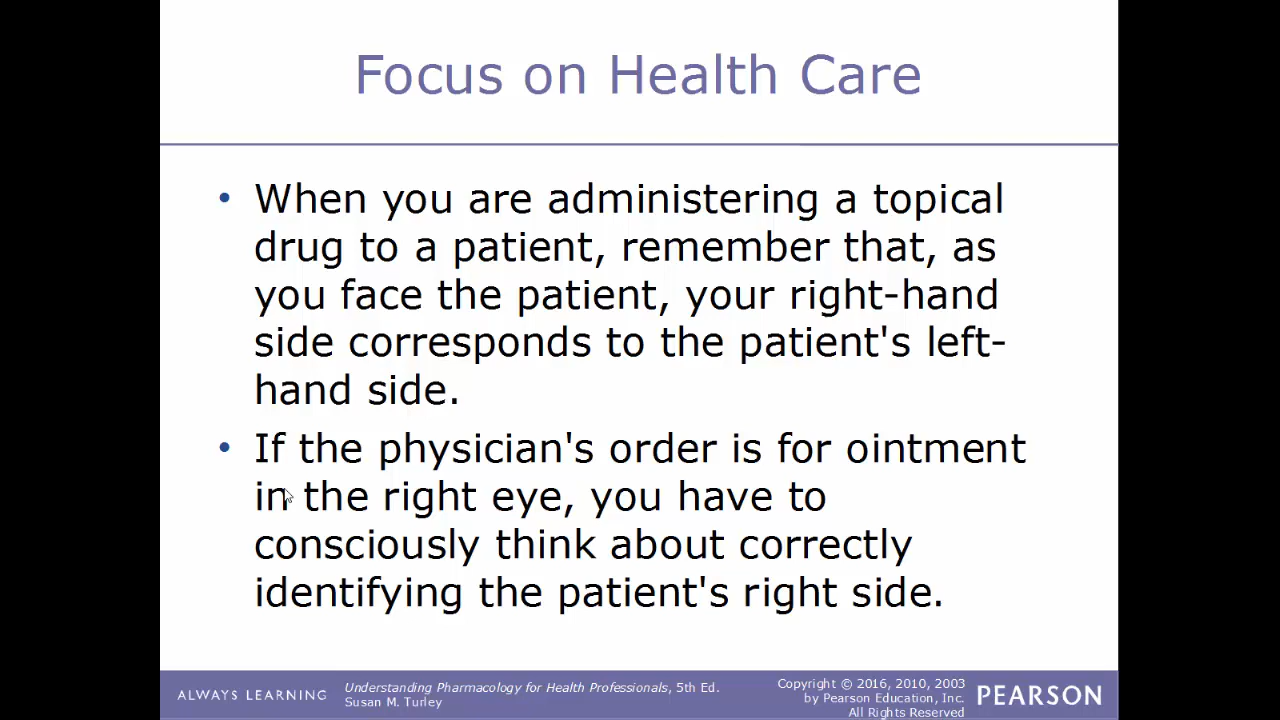 Focus on Health Care
• When you are administering a topical
drug to a patient, remember that, as
you face the patient, your right-hand
side corresponds to the patient's left-
hand side.
• If the physician's order is for ointment
in the right eye, you have to
consciously think about correctly
identifying the patient's right side.
ALWAYS LEARNING
Understanding Pharmacology for Health Professionals, 5th Ed.
Susan M. Turley
Copyright © 2016, 2010, 2003
by Pearson Education, Inc.
All Rights Reserved
PEARSON